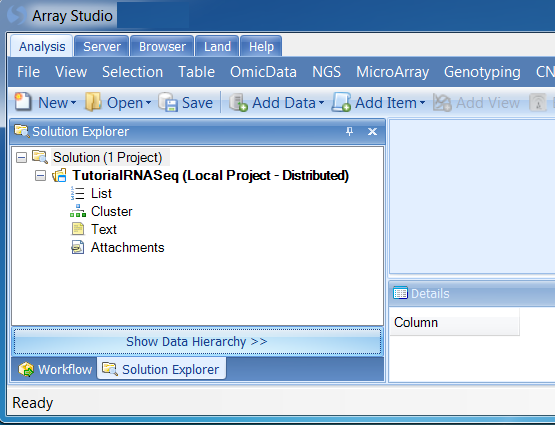 Array Studio
Analysis Server Browser Land Help
File View Selection Table OmicData NGS MicroArray Genotyping CN
New Open Save Add Data Add Item Add View
Solution Explorer
Solution (1 Project)
TutorialRNASeq (Local Project - Distributed)
List
Cluster
Text
Attachments
Show Data Hierarchy >>
Details
Column
Workflow Solution Explorer
Ready